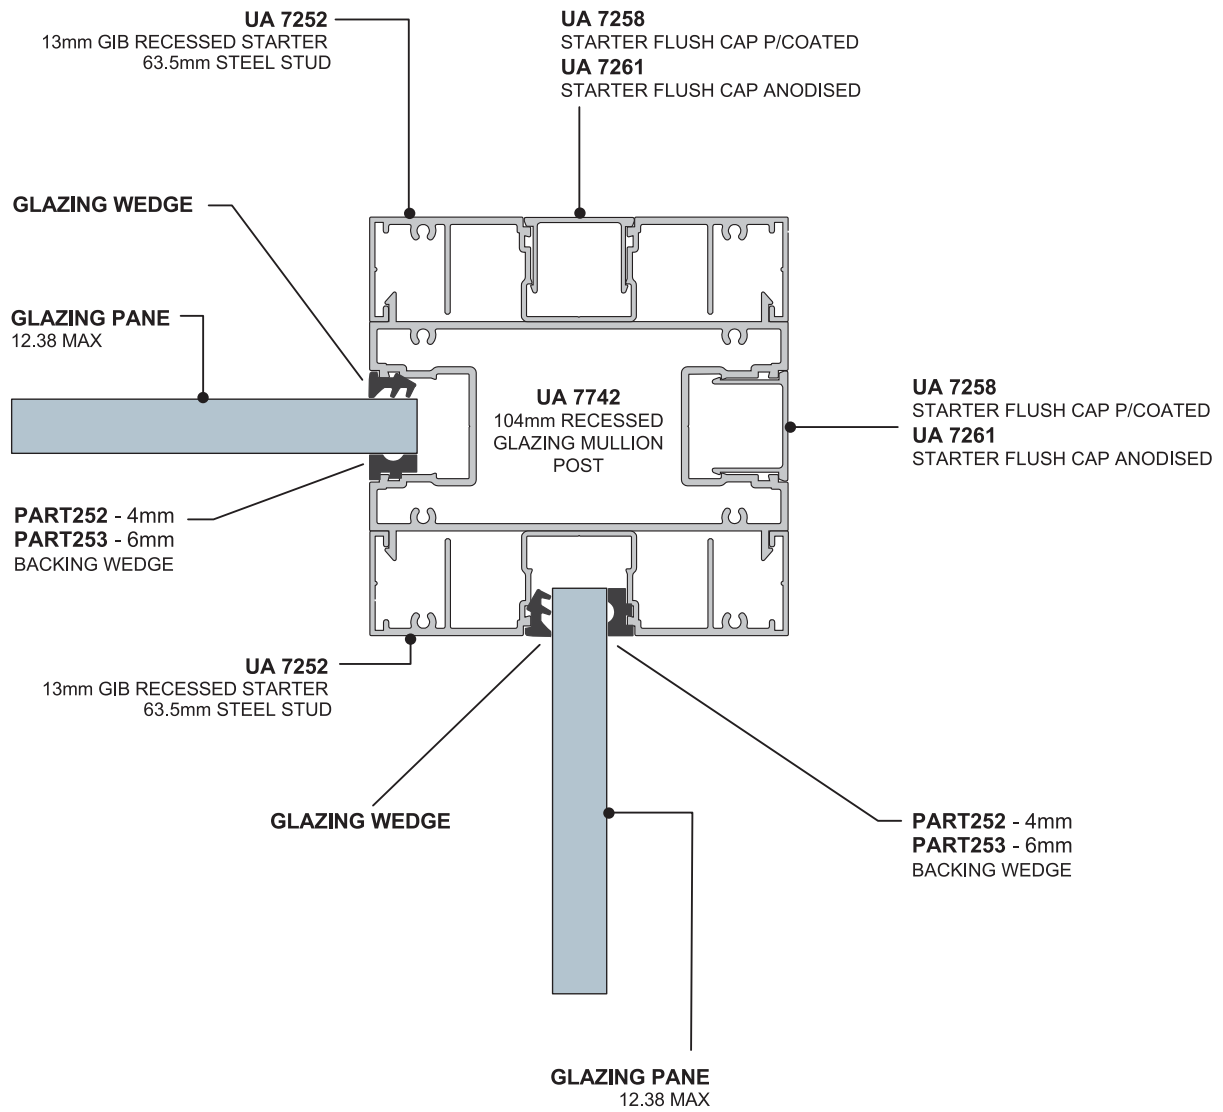 UA 7252
13mm GIB RECESSED STARTER
63.5mm STEEL STUD
UA 7258
STARTER FLUSH CAP P/COATED
UA 7261
STARTER FLUSH CAP ANODISED
GLAZING WEDGE
GLAZING PANE
12.38 MAX
UA 7742
104mm RECESSED
GLAZING MULLION
POST
UA 7258
STARTER FLUSH CAP P/COATED
UA 7261
STARTER FLUSH CAP ANODISED
PART252 - 4mm
PART253 - 6mm
BACKING WEDGE
UA 7252
13mm GIB RECESSED STARTER
63.5mm STEEL STUD
GLAZING WEDGE
PART252 - 4mm
PART253 - 6mm
BACKING WEDGE
GLAZING PANE
12.38 MAX